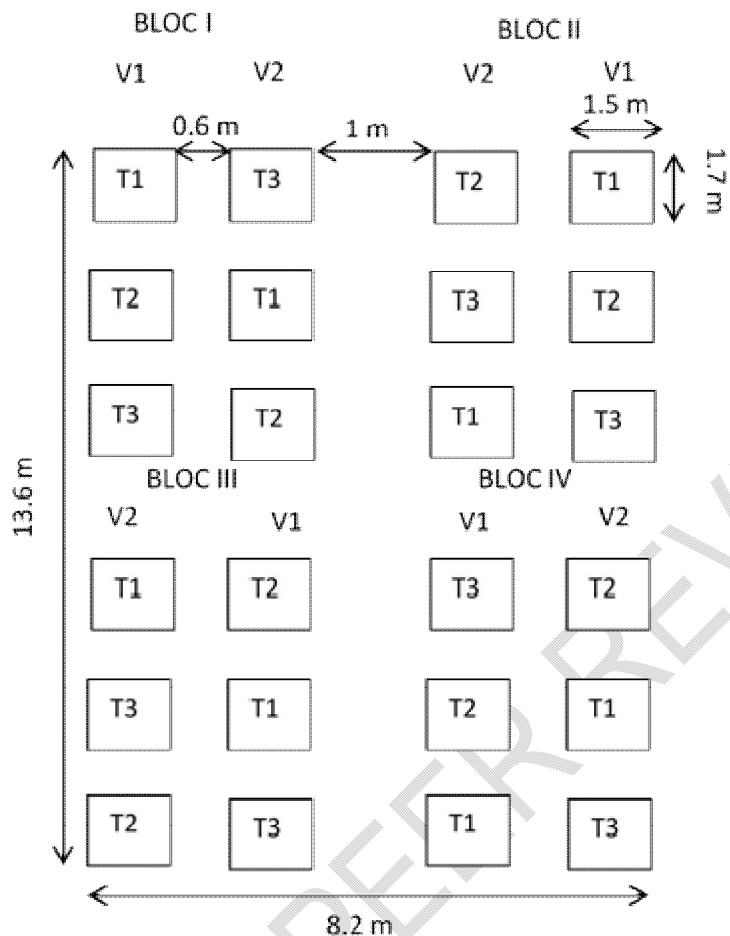 BLOC I BLOC II
V1 V2 V2 V1
1.5 m
0.6 m 1 m
T1 T3 T2 T1
1.7 m
T2 T1 T3 T2
T3 T2 T1 T3
BLOC III BLOC IV
13.6 m
V2 V1 V1 V2
T1 T2 T3 T2
T3 T1 T2 T1
T2 T3 T1 T3
8.2 m
PEER REV